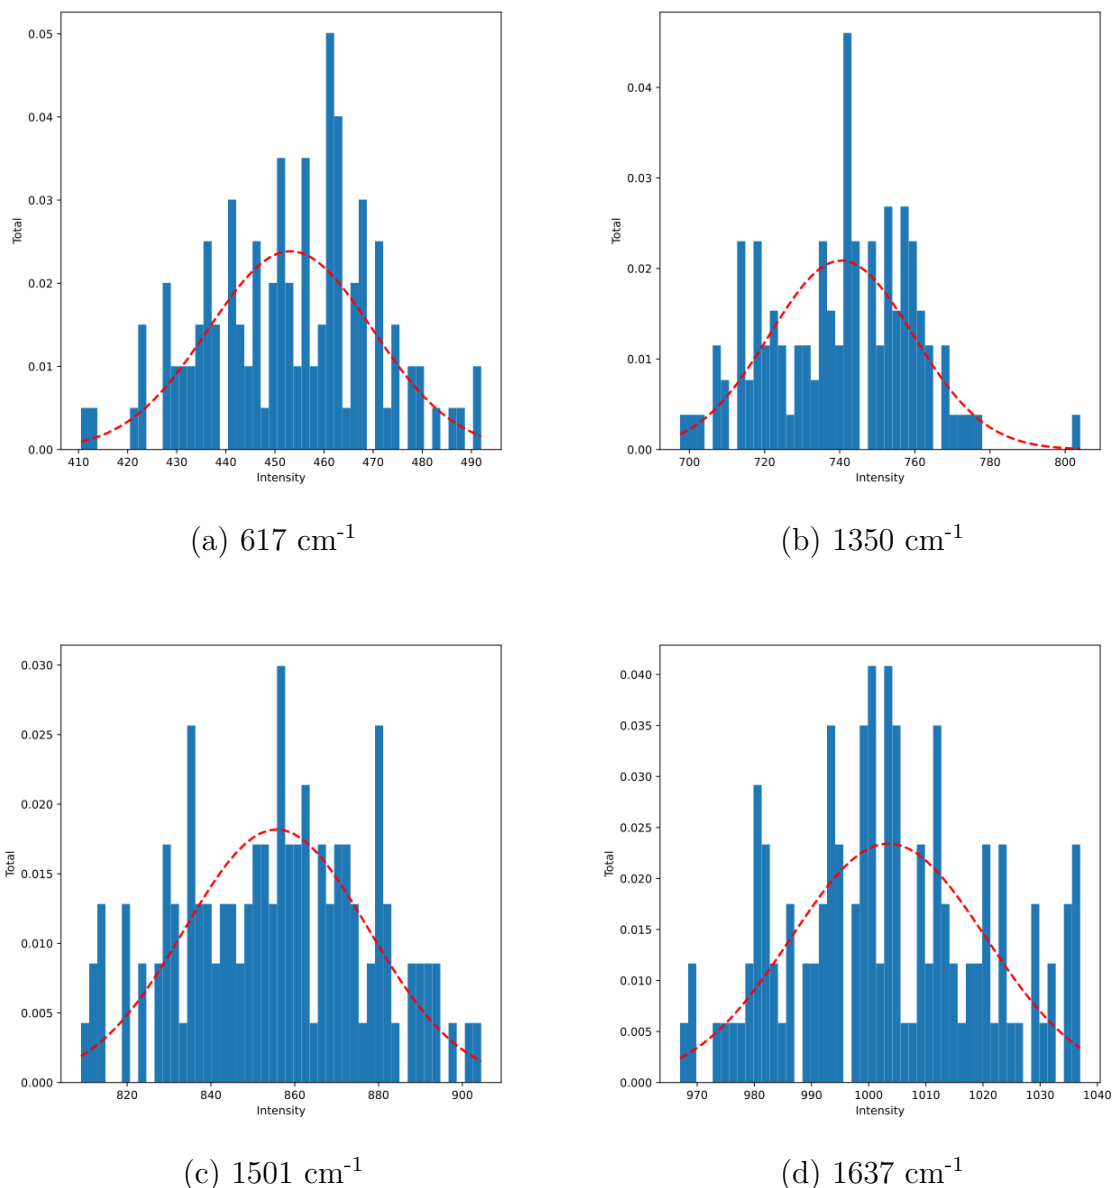 0.05
0.04
0.03
0.02
0.01
0.00
Total
410 420 430 440 450 460 470 480 490
Intensity
(a) 617 cm-1
0.04
0.03
0.02
0.01
0.00
Total
700 720 740 760 780 800
Intensity
(b) 1350 cm-1
0.030
0.025
0.020
0.015
0.010
0.005
0.000
Total
820 840 860 880 900
Intensity
(c) 1501 cm-1
0.040
0.035
0.030
0.025
0.020
0.015
0.010
0.005
0.000
Total
970 980 990 1000 1010 1020 1030 1040
Intensity
(d) 1637 cm-1